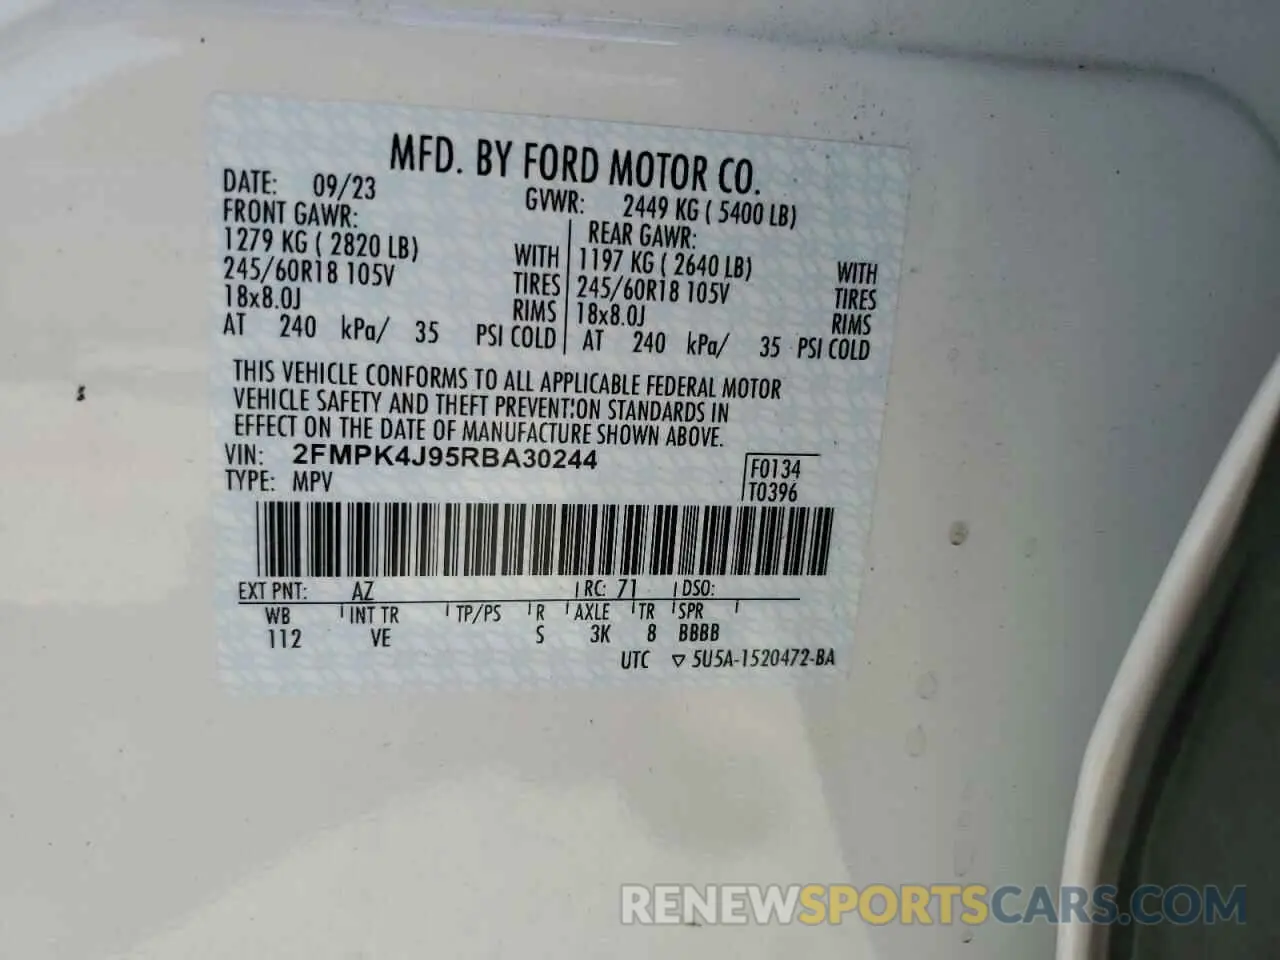 MFD. BY FORD MOTOR CO.
DATE: 09/23 GVWR: 2449 KG ( 5400 LB)
FRONT GAWR: REAR GAWR:
1279 KG ( 2820 LB) WITH 1197 KG ( 2640 LB) WITH
245/60R18 105V TIRES 245/60R18 105V TIRES
18x8.0J RIMS 18x8.0J RIMS
AT 240 kPa/ 35 PSI COLD AT 240 kPa/ 35 PSI COLD
THIS VEHICLE CONFORMS TO ALL APPLICABLE FEDERAL MOTOR
VEHICLE SAFETY AND THEFT PREVENTION STANDARDS IN
EFFECT ON THE DATE OF MANUFACTURE SHOWN ABOVE.
VIN: 2FMPK4J95RBA30244 F0134
TYPE: MPV T0396
EXT PNT: AZ RC: 71 DSO:
WB INT TR TP/PS R AXLE TR SPR
112 VE S 3K 8 BBBB
UTC ▽ 5U5A-1520472-BA
RENEWSPORTSCARS.COM